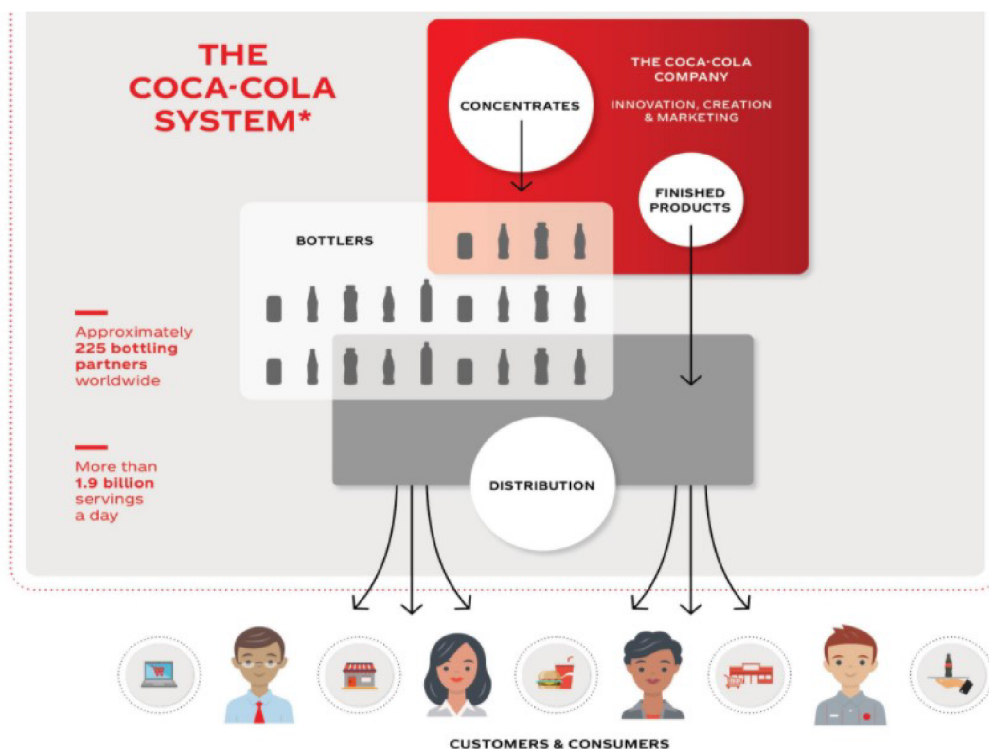 THE
COCA-COLA
SYSTEM*
CONCENTRATES
THE COCA-COLA
COMPANY
INNOVATION, CREATION
& MARKETING
FINISHED
PRODUCTS
BOTTLERS
Approximately
225 bottling
partners
worldwide
More than
1.9 billion
servings
a day
DISTRIBUTION
CUSTOMERS & CONSUMERS